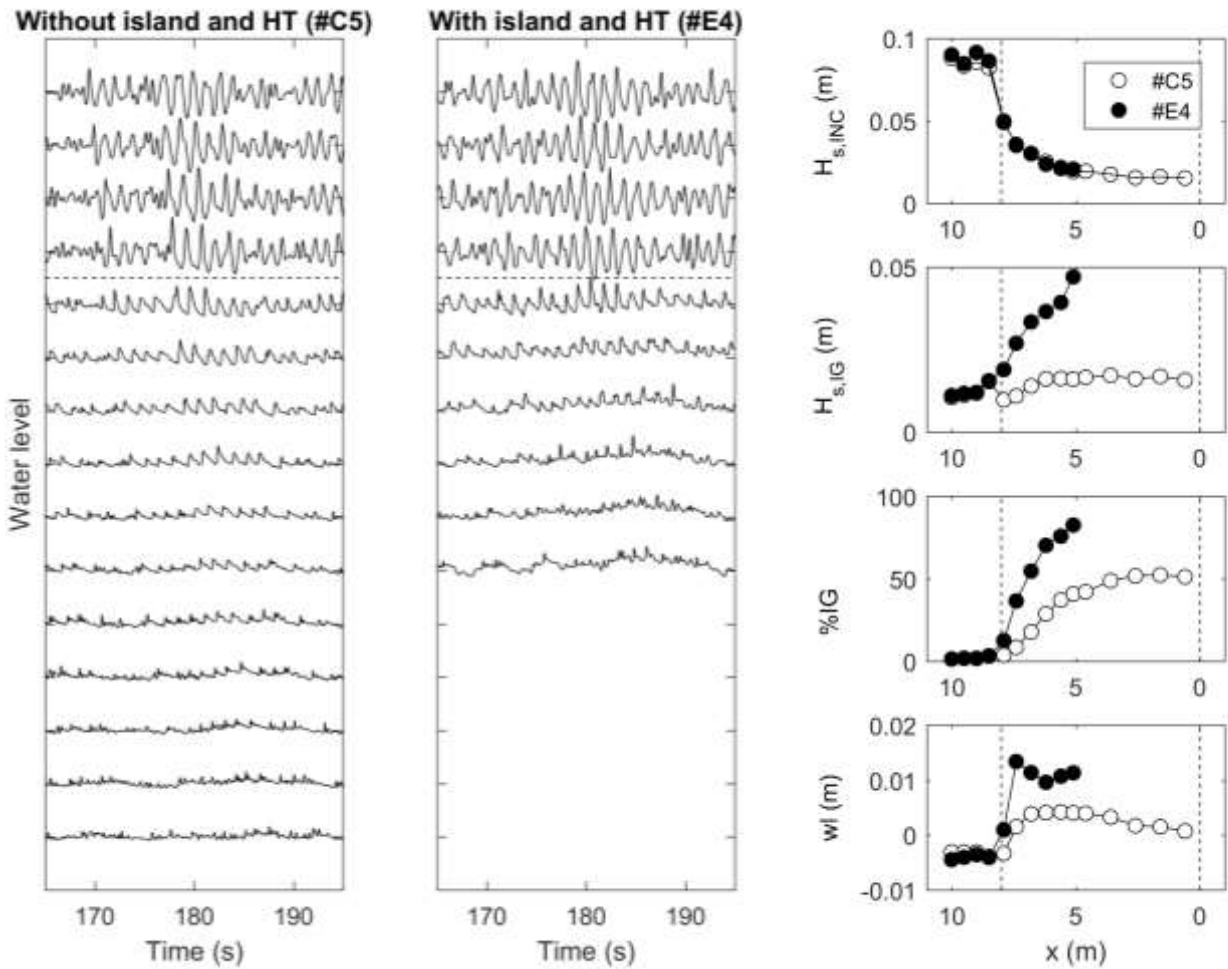 Without island and HT (#C5)
With island and HT (#E4)
Water level
170 180 190
Time (s)
170 180 190
Time (s)
0.1
0.05
0
H_s,INC (m)
#C5
#E4
10 5 0
0.05
0
H_s,IG (m)
10 5 0
100
50
0
%IG
10 5 0
0.02
0.01
0
-0.01
wl (m)
10 5 0
x (m)